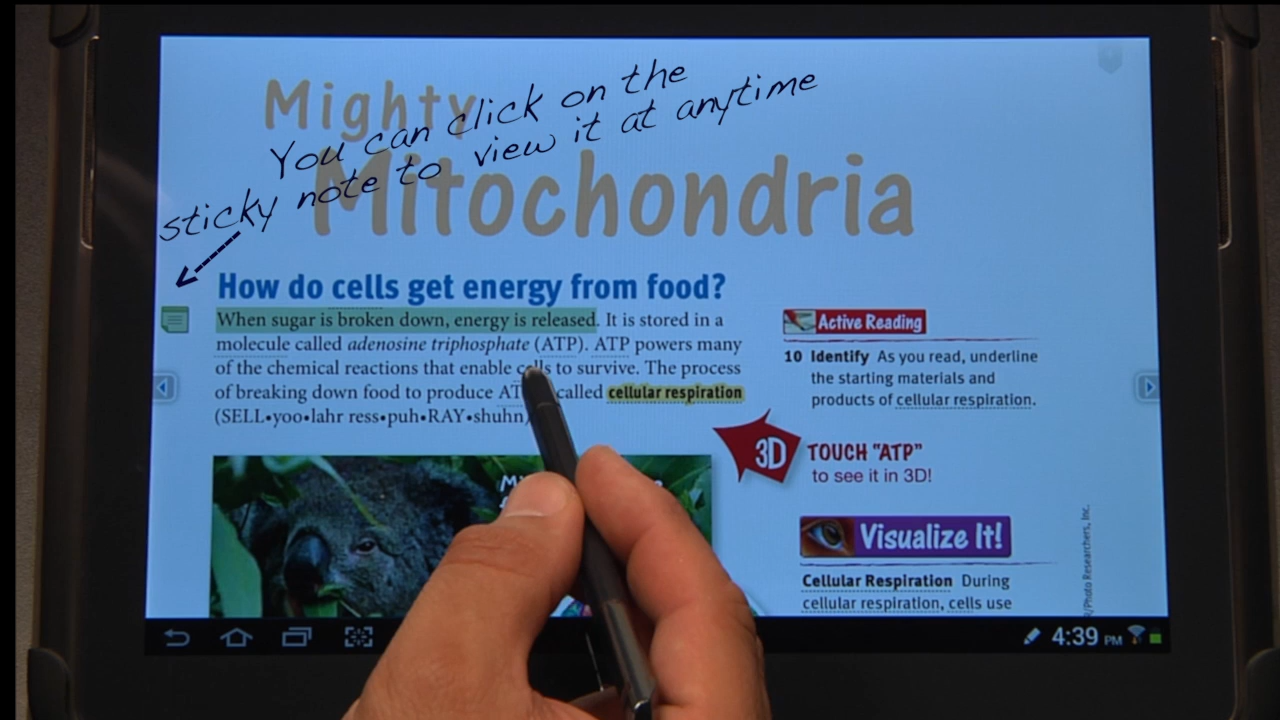 Mighty
You can click on the
sticky note to view it at anytime
Mitochondria
How do cells get energy from food?
When sugar is broken down, energy is released. It is stored in a
molecule called adenosine triphosphate (ATP). ATP powers many
of the chemical reactions that enable cells to survive. The process
of breaking down food to produce AT called cellular respiration
(SELL•yoo•lahr ress•puh•RAY•shuhn)
Active Reading
10 Identify As you read, underline
the starting materials and
products of cellular respiration.
3D TOUCH "ATP"
to see it in 3D!
Visualize It!
Cellular Respiration During
cellular respiration, cells use
/Photo Researchers, Inc.
4:39 PM